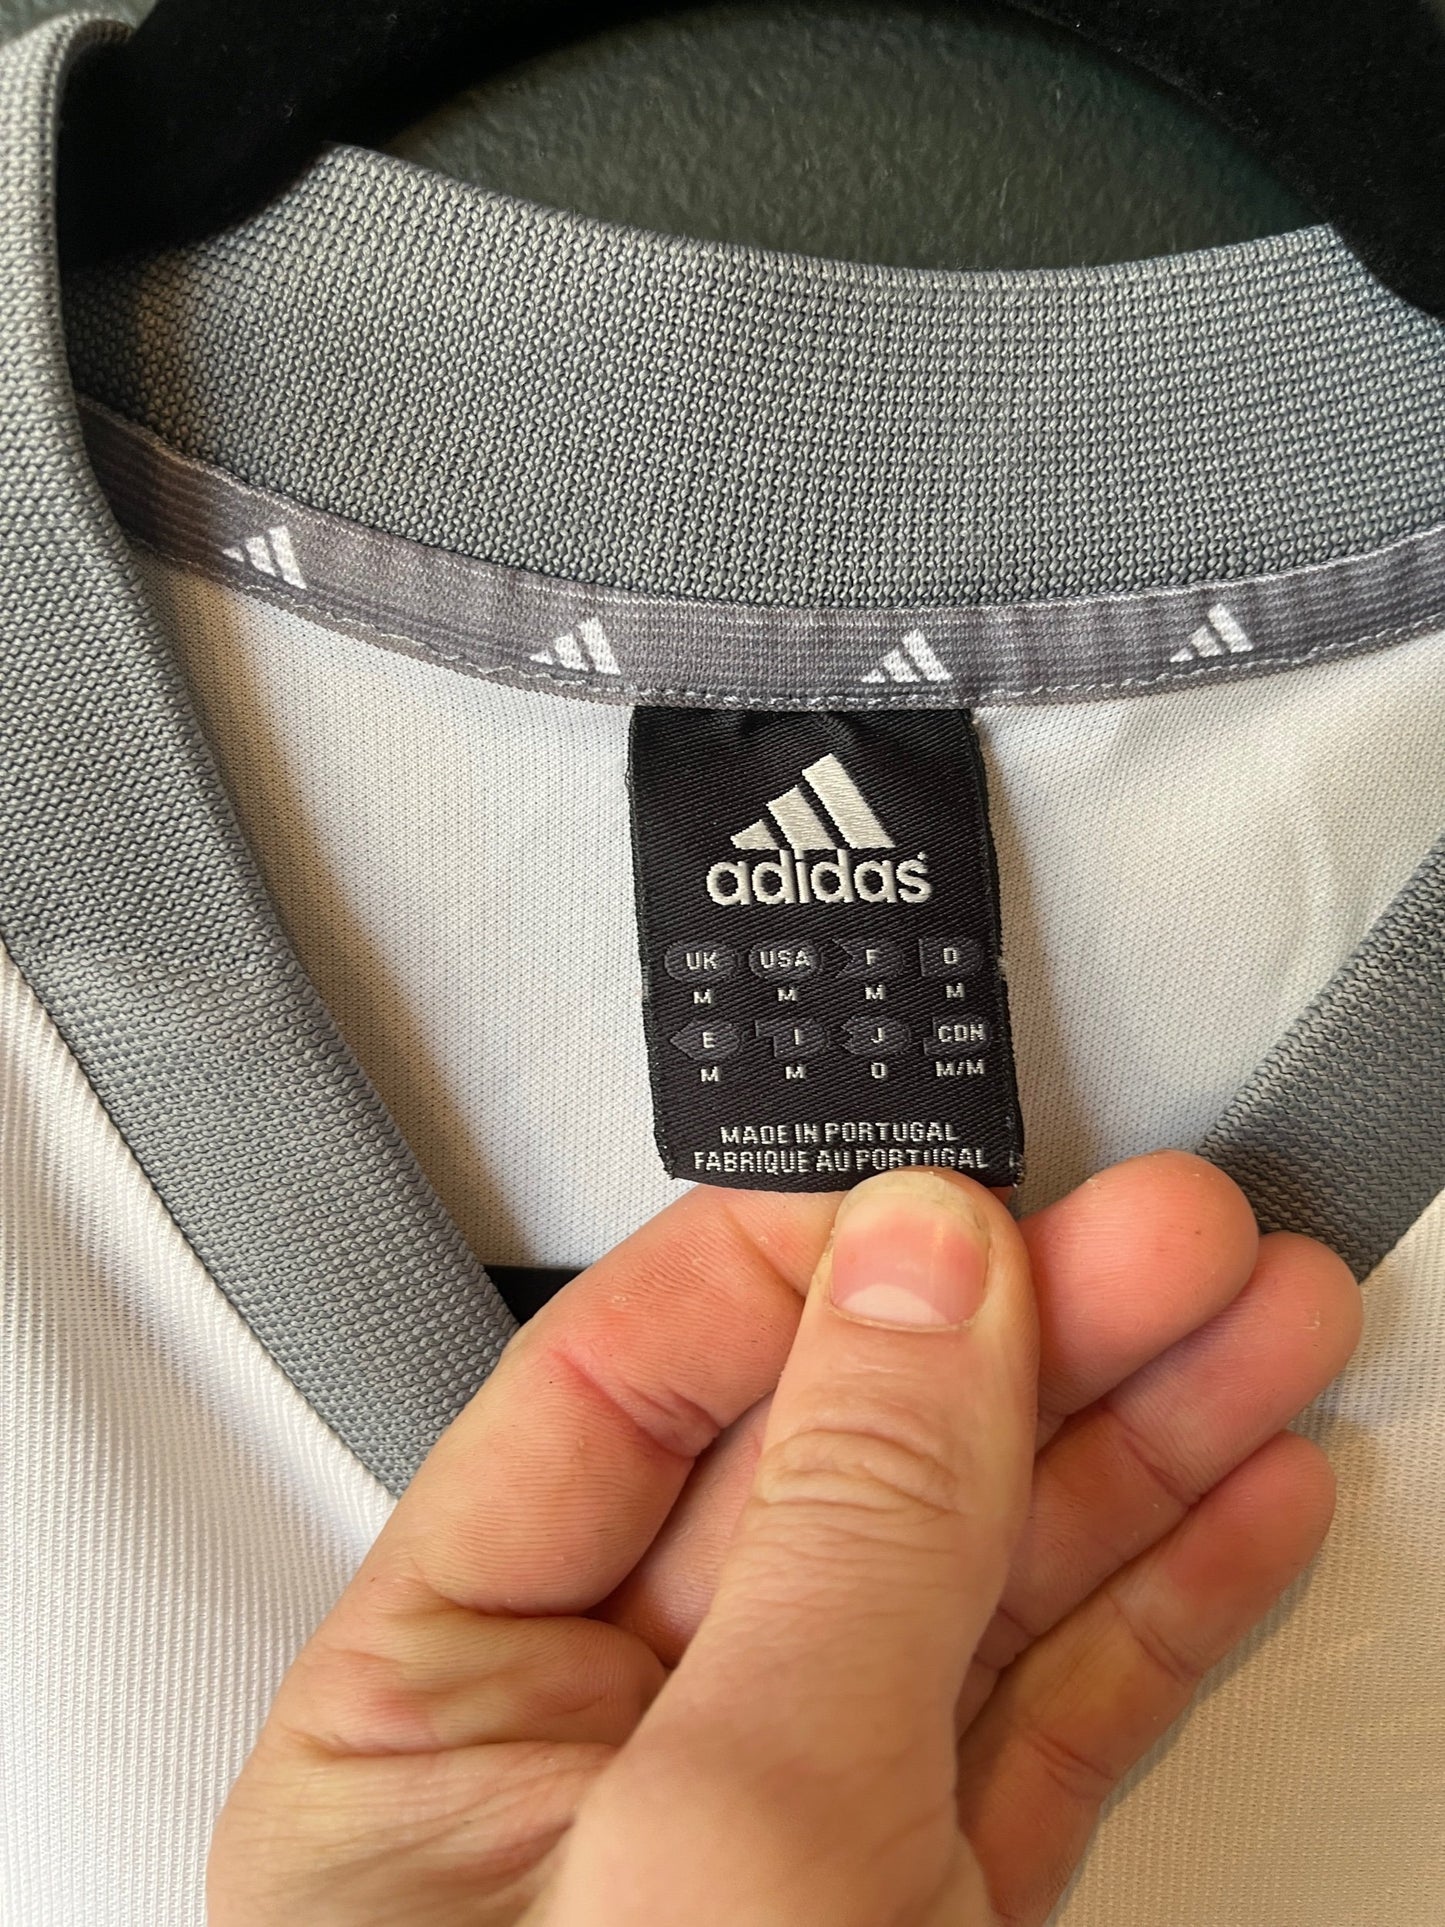 adidas
UK USA F D
M M M M
E I J CDN
M M O M/M
MADE IN PORTUGAL
FABRIQUE AU PORTUGAL